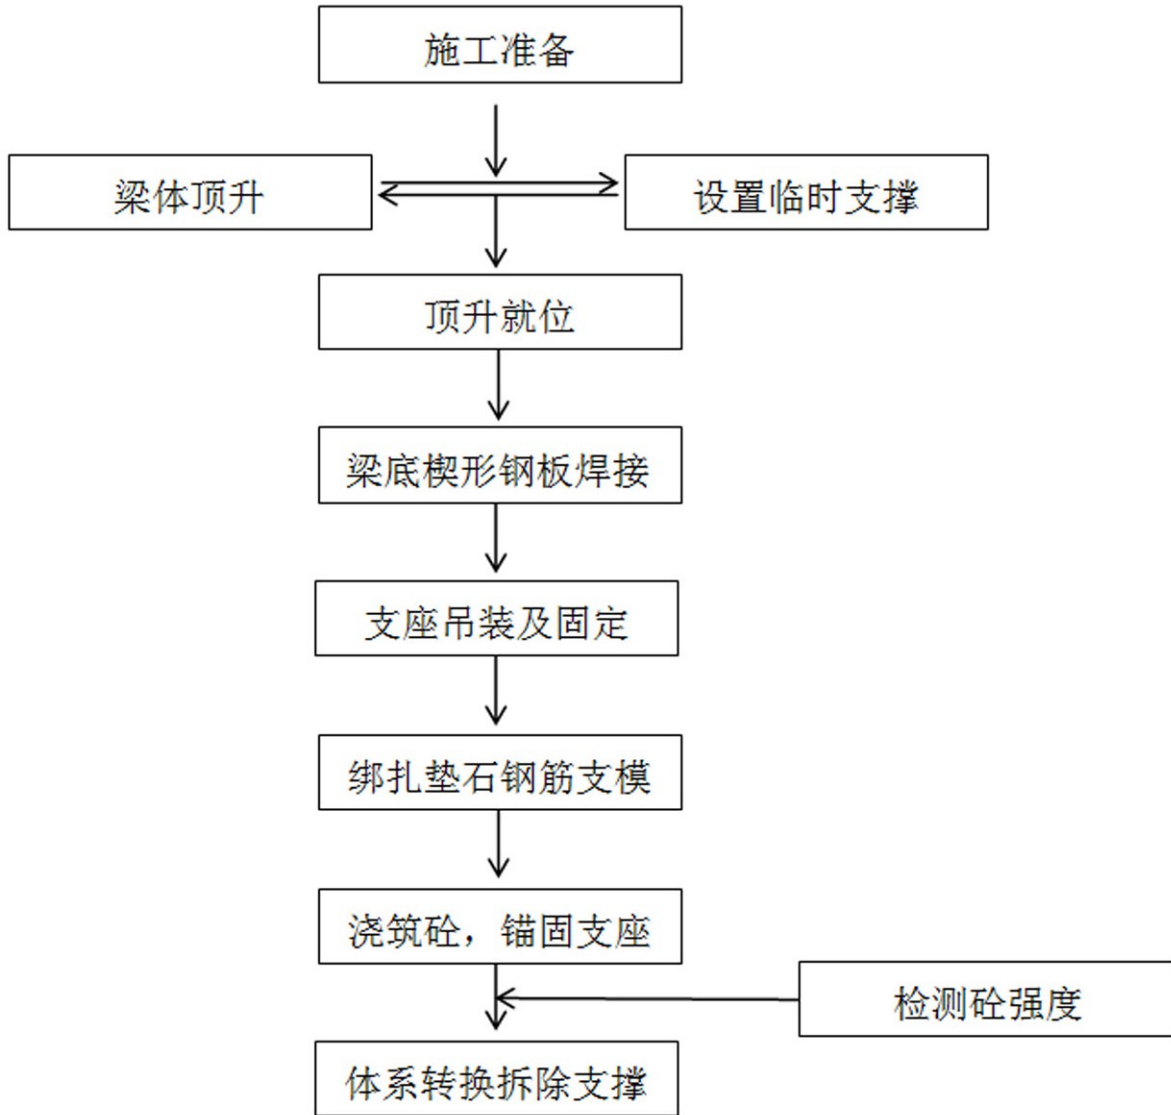 施工准备
梁体顶升
设置临时支撑
顶升就位
梁底楔形钢板焊接
支座吊装及固定
绑扎垫石钢筋支模
浇筑砼，锚固支座
检测砼强度
体系转换拆除支撑